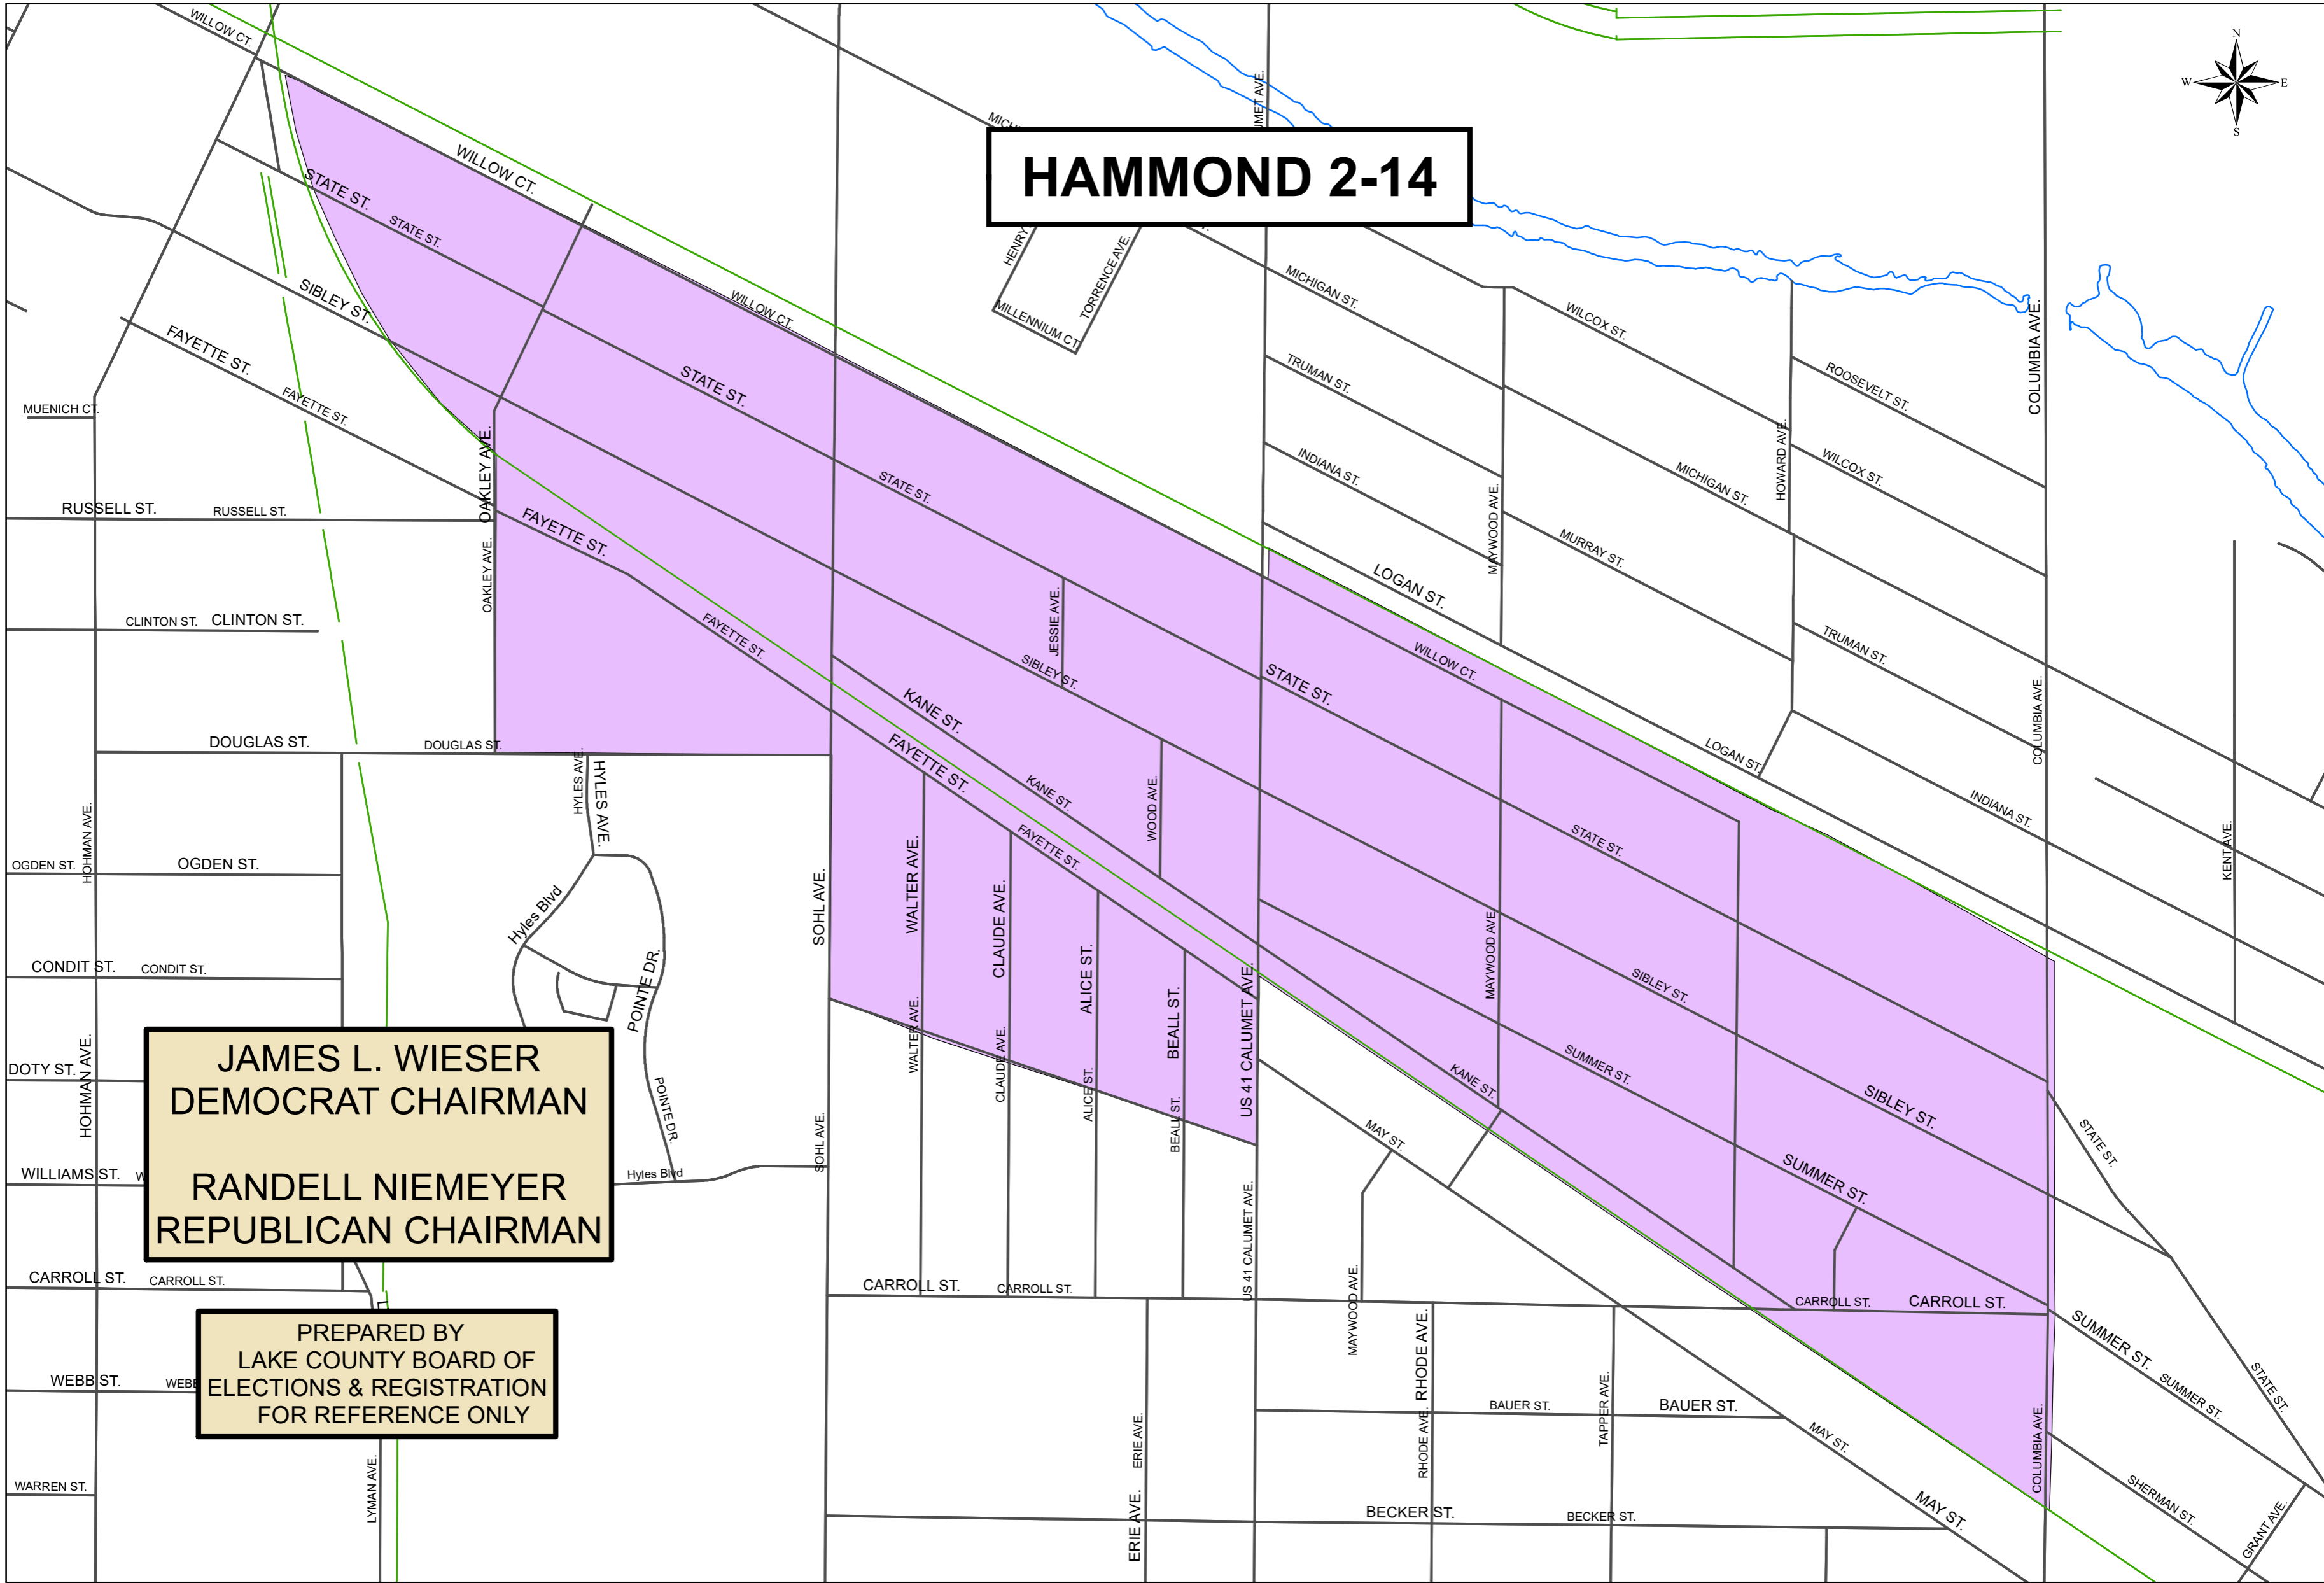 WILLOW CT.
N
W
E
S
UMET AVE.
HAMMOND 2-14
WILLOW CT.
STATE ST.
STATE ST.
HENRY
TORRENCE AVE.
MILLENNIUM CT.
MICHIGAN ST.
WILCOX ST.
COLUMBIA AVE.
SIBLEY ST.
WILLOW CT.
FAYETTE ST.
FAYETTE ST.
MUENICH CT.
STATE ST.
TRUMAN ST.
ROOSEVELT ST.
HOWARD AVE.
INDIANA ST.
MICHIGAN ST.
WILCOX ST.
OAKLEY AVE.
STATE ST.
MAYWOOD AVE.
RUSSELL ST.
RUSSELL ST.
FAYETTE ST.
MURRAY ST.
OAKLEY AVE.
LOGAN ST.
CLINTON ST.
CLINTON ST.
FAYETTE ST.
JESSIE AVE.
SIBLEY ST.
WILLOW CT.
TRUMAN ST.
STATE ST.
KANE ST.
COLUMBIA AVE.
DOUGLAS ST.
DOUGLAS ST.
FAYETTE ST.
LOGAN ST.
HYLES AVE.
HYLES AVE.
KANE ST.
WOOD AVE.
INDIANA ST.
HOHMAN AVE.
FAYETTE ST.
STATE ST.
KENT AVE.
OGDEN ST.
OGDEN ST.
Hyles Blvd
SOHL AVE.
WALTER AVE.
CLAUDE AVE.
ALICE ST.
BEALL ST.
US 41 CALUMET AVE.
MAYWOOD AVE.
CONDIT ST.
CONDIT ST.
POINTE DR.
SIBLEY ST.
HOHMAN AVE.
JAMES L. WIESER
DEMOCRAT CHAIRMAN
RANDELL NIEMEYER
REPUBLICAN CHAIRMAN
WALTER AVE.
CLAUDE AVE.
ALICE ST.
BEALL ST.
DOTY ST.
POINTE DR.
SUMMER ST.
KANE ST.
SIBLEY ST.
MAY ST.
STATE ST.
WILLIAMS ST.
W
Hyles Blvd
SOHL AVE.
SUMMER ST.
US 41 CALUMET AVE.
CARROLL ST.
CARROLL ST.
CARROLL ST.
CARROLL ST.
MAYWOOD AVE.
CARROLL ST.
CARROLL ST.
L
PREPARED BY
LAKE COUNTY BOARD OF
ELECTIONS & REGISTRATION
FOR REFERENCE ONLY
SUMMER ST.
RHODE AVE.
WEBB ST.
WEBB
BAUER ST.
BAUER ST.
SUMMER ST.
STATE ST.
ERIE AVE.
RHODE AVE.
TAPPER AVE.
MAY ST.
COLUMBIA AVE.
WARREN ST.
LYMAN AVE.
SHERMAN ST.
ERIE AVE.
BECKER ST.
BECKER ST.
MAY ST.
GRANT AVE.